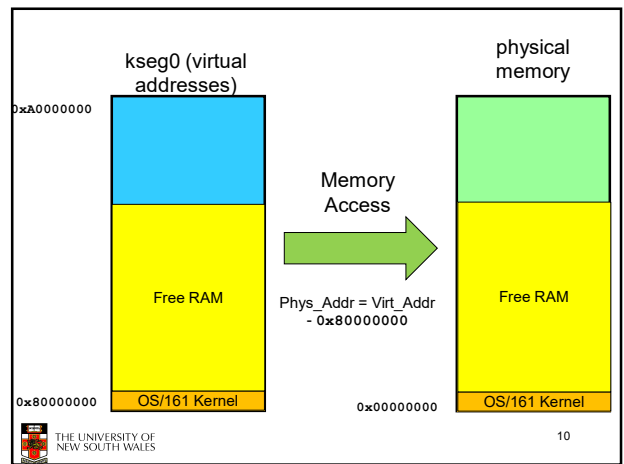 kseg0 (virtual
addresses)
physical
memory
0xA0000000
Memory
Access
Free RAM
Phys_Addr = Virt_Addr
- 0x80000000
Free RAM
0x80000000
OS/161 Kernel
0x00000000
OS/161 Kernel
THE UNIVERSITY OF
NEW SOUTH WALES
10